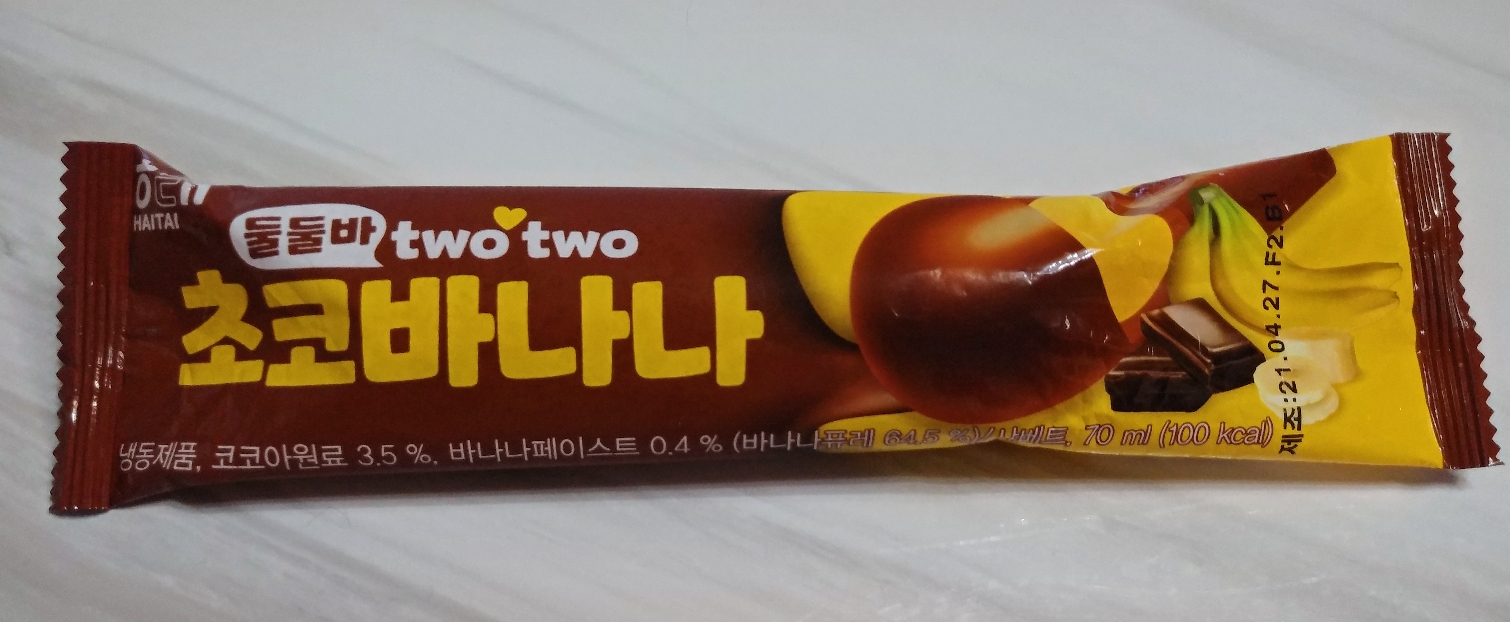 해태
HAITAI
둘둘바 two two
초코바나나
냉동제품, 코코아원료 3.5 %, 바나나페이스트 0.4 % (바나나퓨레 64.5 %)/샤베트, 70 ml (100 kcal)
제조:21.04.27.F2.B1